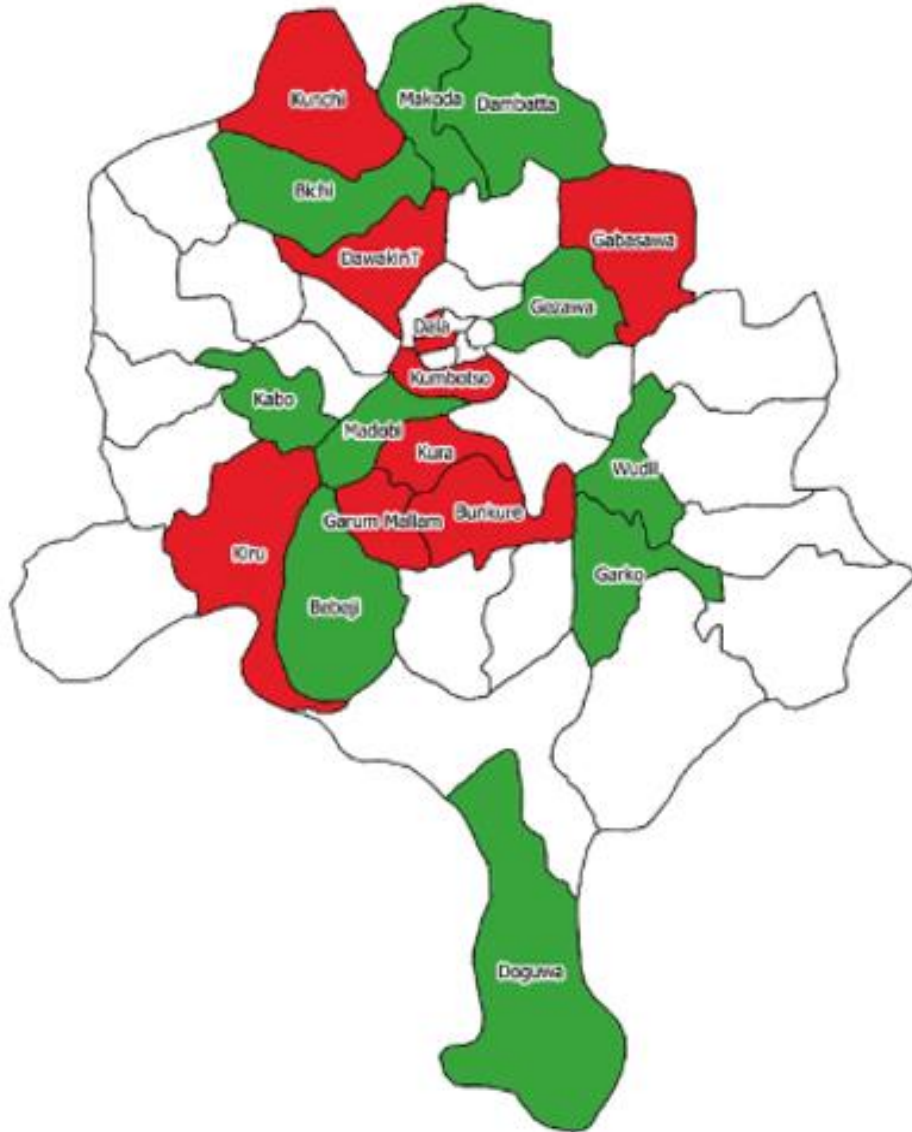 Kunchi
Makoda
Dambatta
Bichi
DawakinT
Gabasawa
Gezawa
Dala
Kumbotso
Kabo
Madobi
Kura
Wudil
Garum Mallam
Bunkure
Kiru
Garko
Bebeji
Doguwa